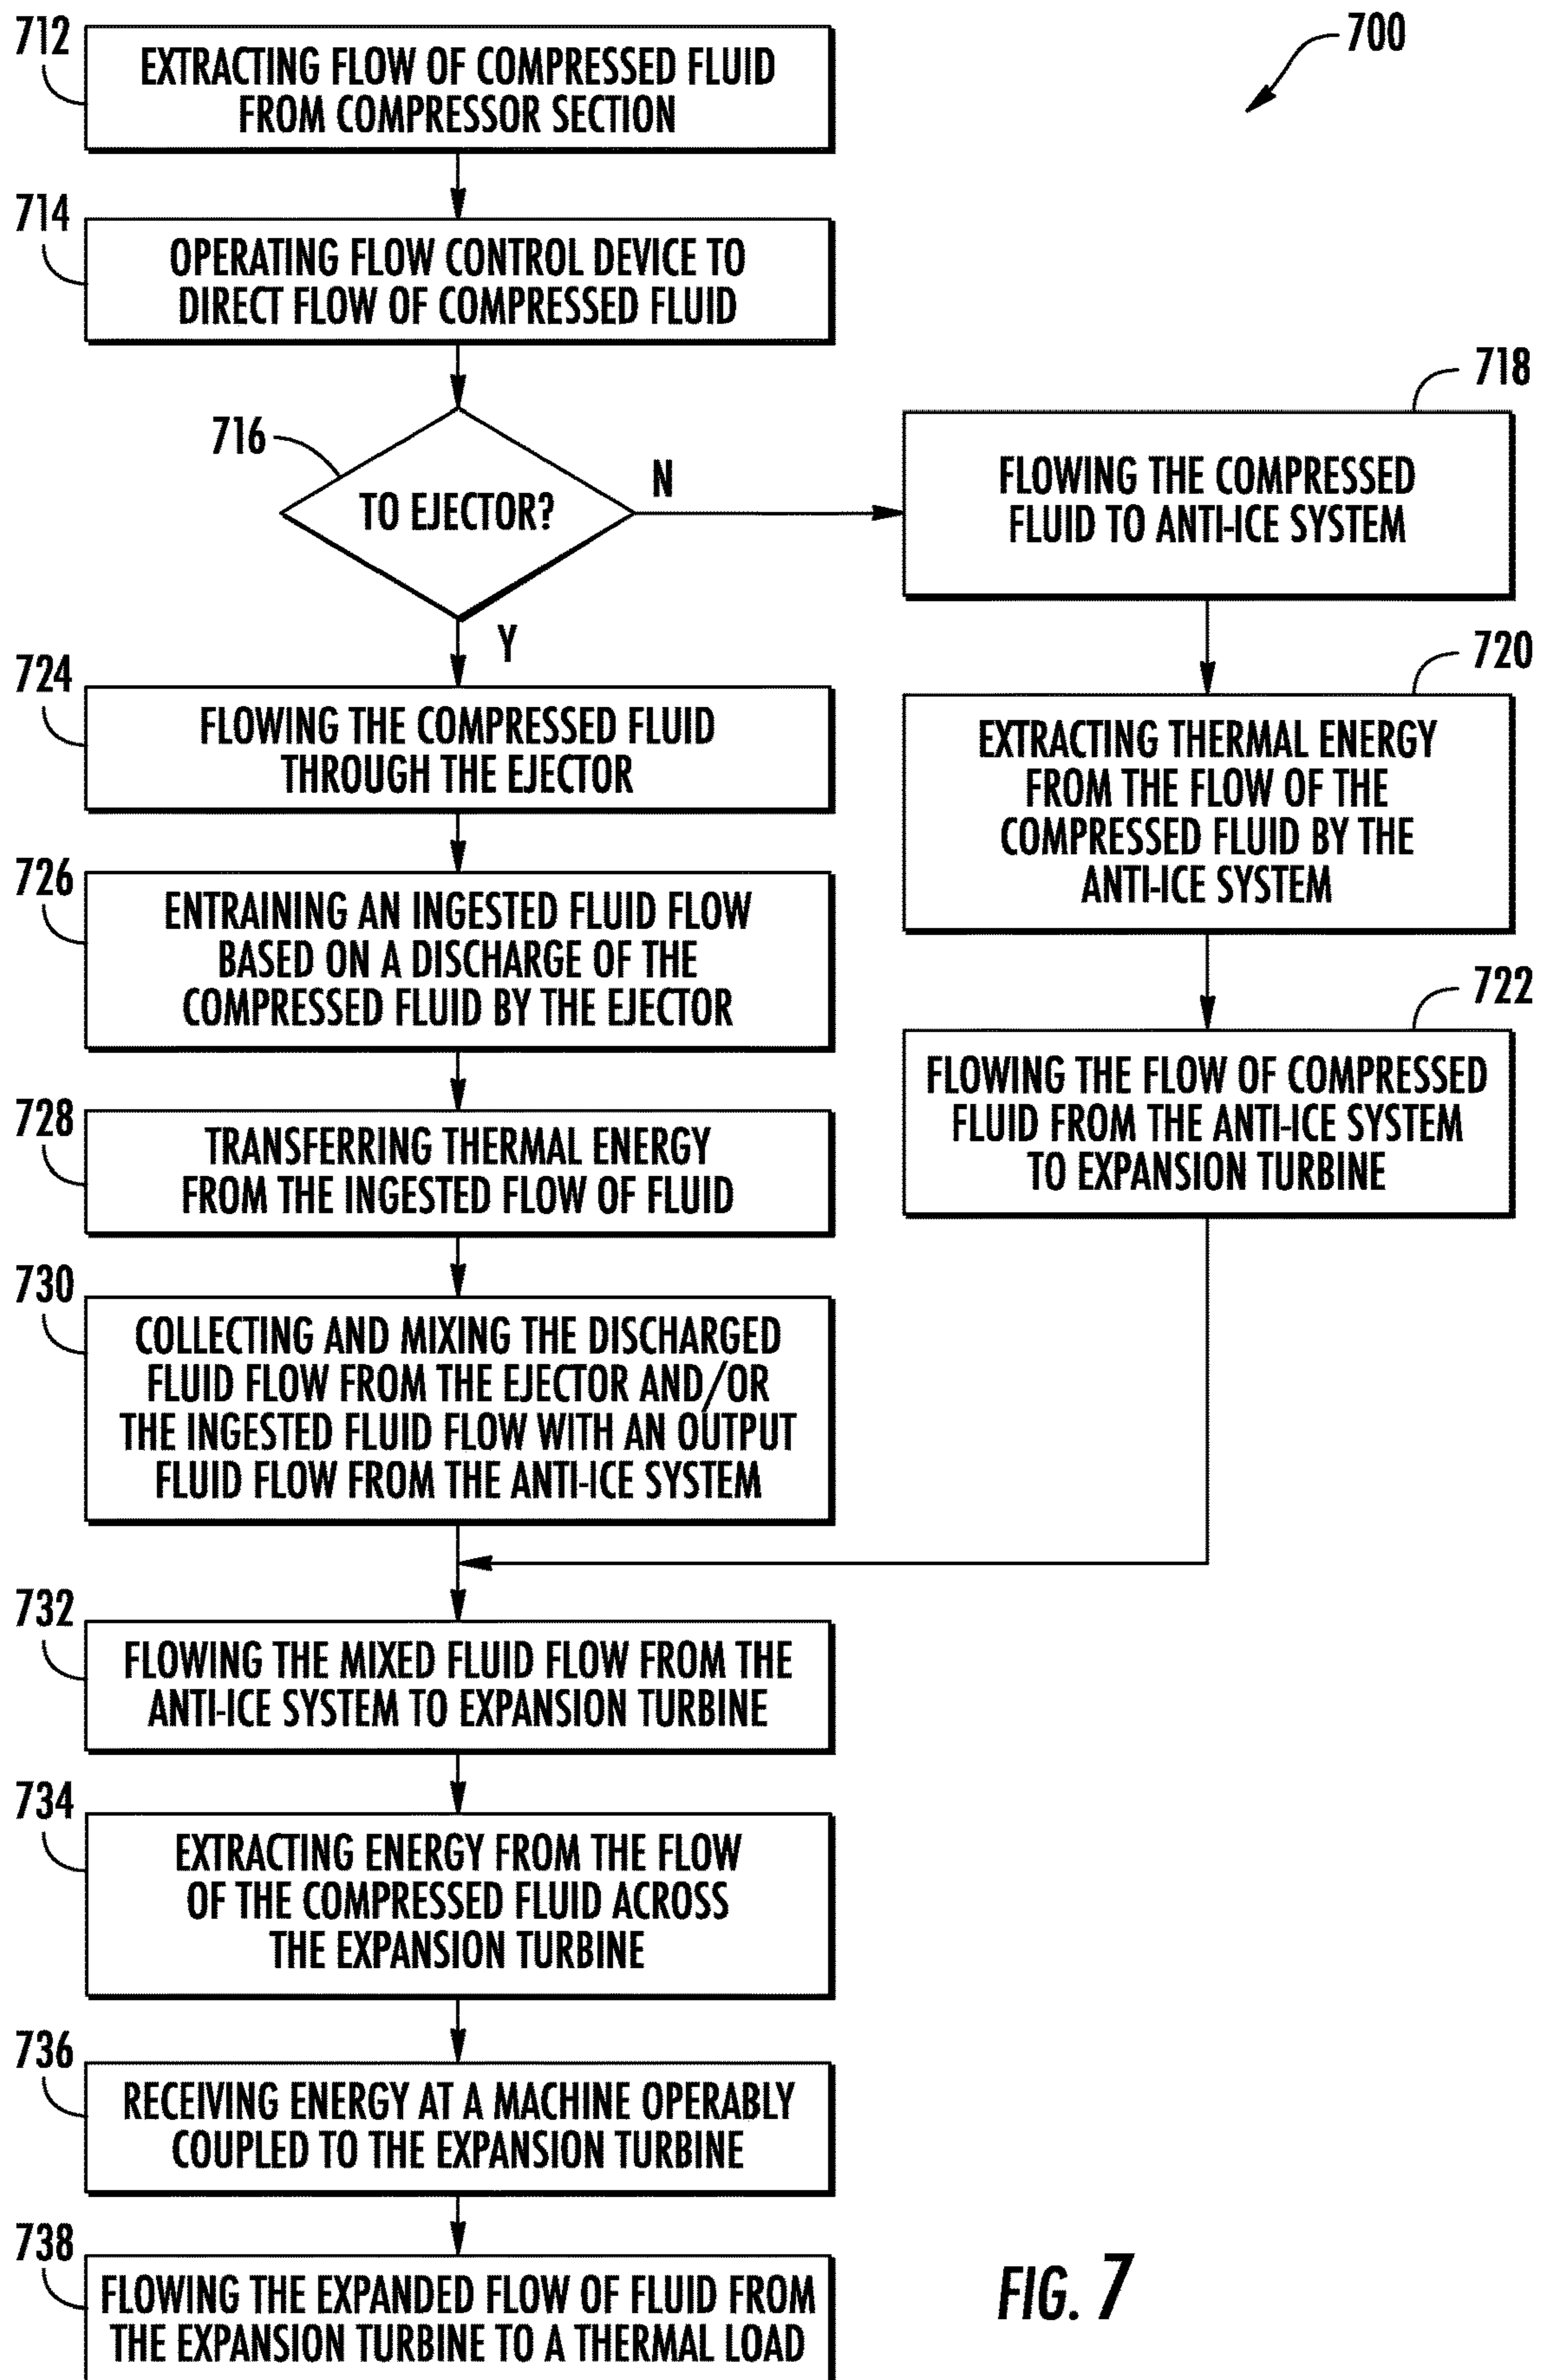 700
712
EXTRACTING FLOW OF COMPRESSED FLUID
FROM COMPRESSOR SECTION
714
OPERATING FLOW CONTROL DEVICE TO
DIRECT FLOW OF COMPRESSED FLUID
716
TO EJECTOR?
N
Y
718
FLOWING THE COMPRESSED
FLUID TO ANTI-ICE SYSTEM
720
EXTRACTING THERMAL ENERGY
FROM THE FLOW OF THE
COMPRESSED FLUID BY THE
ANTI-ICE SYSTEM
722
FLOWING THE FLOW OF COMPRESSED
FLUID FROM THE ANTI-ICE SYSTEM
TO EXPANSION TURBINE
724
FLOWING THE COMPRESSED FLUID
THROUGH THE EJECTOR
726
ENTRAINING AN INGESTED FLUID FLOW
BASED ON A DISCHARGE OF THE
COMPRESSED FLUID BY THE EJECTOR
728
TRANSFERRING THERMAL ENERGY
FROM THE INGESTED FLOW OF FLUID
730
COLLECTING AND MIXING THE DISCHARGED
FLUID FLOW FROM THE EJECTOR AND/OR
THE INGESTED FLUID FLOW WITH AN OUTPUT
FLUID FLOW FROM THE ANTI-ICE SYSTEM
732
FLOWING THE MIXED FLUID FLOW FROM THE
ANTI-ICE SYSTEM TO EXPANSION TURBINE
734
EXTRACTING ENERGY FROM THE FLOW
OF THE COMPRESSED FLUID ACROSS
THE EXPANSION TURBINE
736
RECEIVING ENERGY AT A MACHINE OPERABLY
COUPLED TO THE EXPANSION TURBINE
738
FLOWING THE EXPANDED FLOW OF FLUID FROM
THE EXPANSION TURBINE TO A THERMAL LOAD
FIG. 7